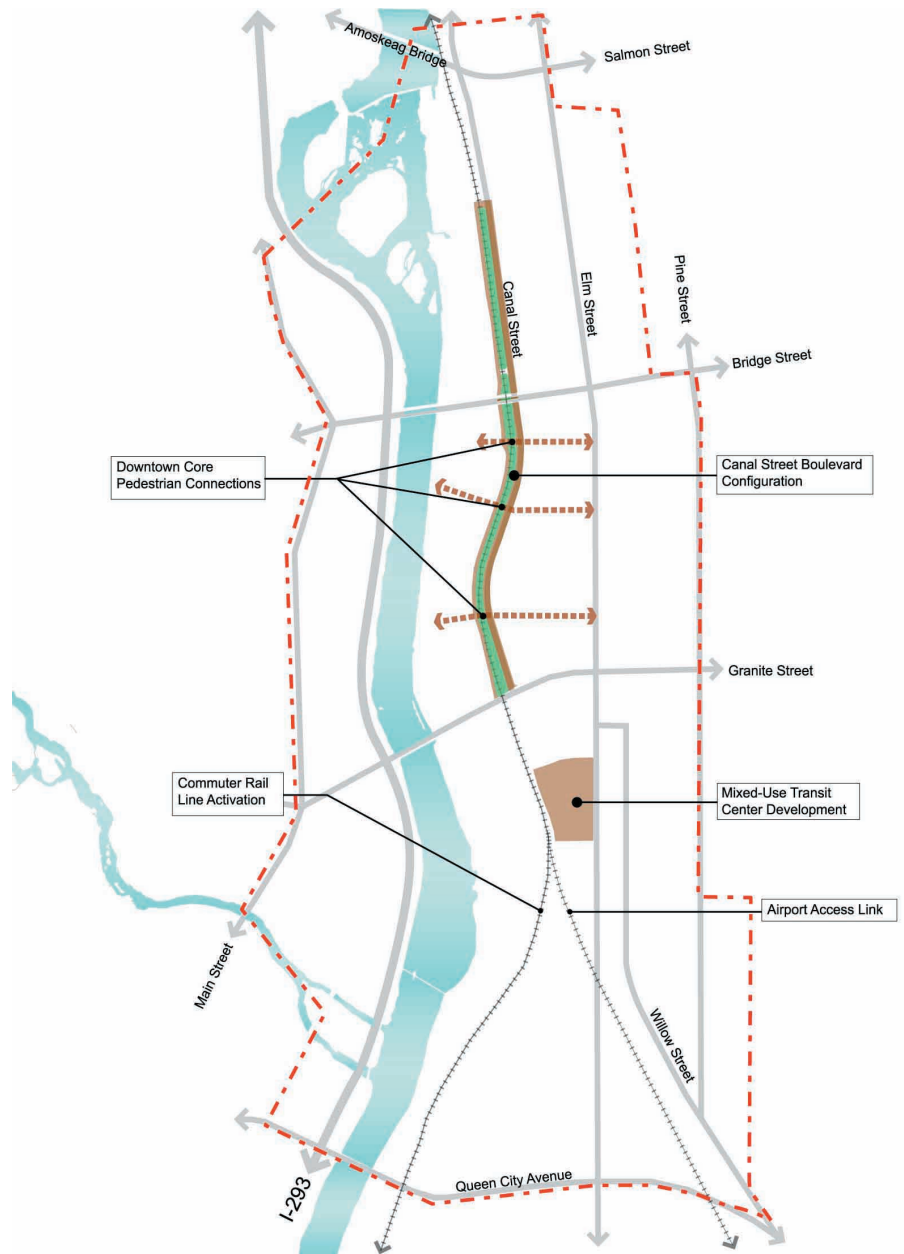 Amoskeag Bridge
Salmon Street
Canal Street
Elm Street
Pine Street
Bridge Street
Downtown Core
Pedestrian Connections
Canal Street Boulevard
Configuration
Granite Street
Commuter Rail
Line Activation
Mixed-Use Transit
Center Development
Airport Access Link
Main Street
Willow Street
I-293
Queen City Avenue